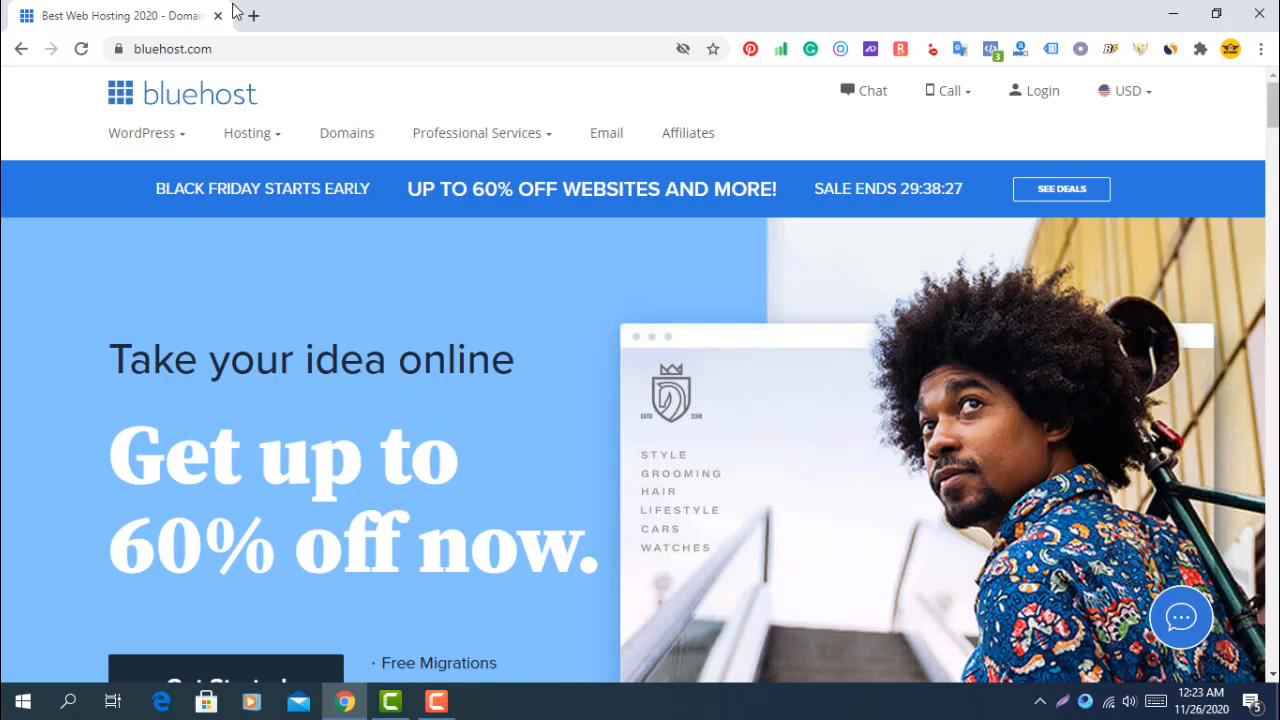 Best Web Hosting 2020 - Domain
bluehost.com
3
bluehost
Chat
Call
Login
USD
WordPress
Hosting
Domains
Professional Services
Email
Affiliates
BLACK FRIDAY STARTS EARLY
UP TO 60% OFF WEBSITES AND MORE!
SALE ENDS 29:38:27
SEE DEALS
Take your idea online
Get up to
60% off now.
Free Migrations
ESTD
STYLE
GROOMING
HAIR
LIFESTYLE
CARS
WATCHES
12:23 AM
11/26/2020
5